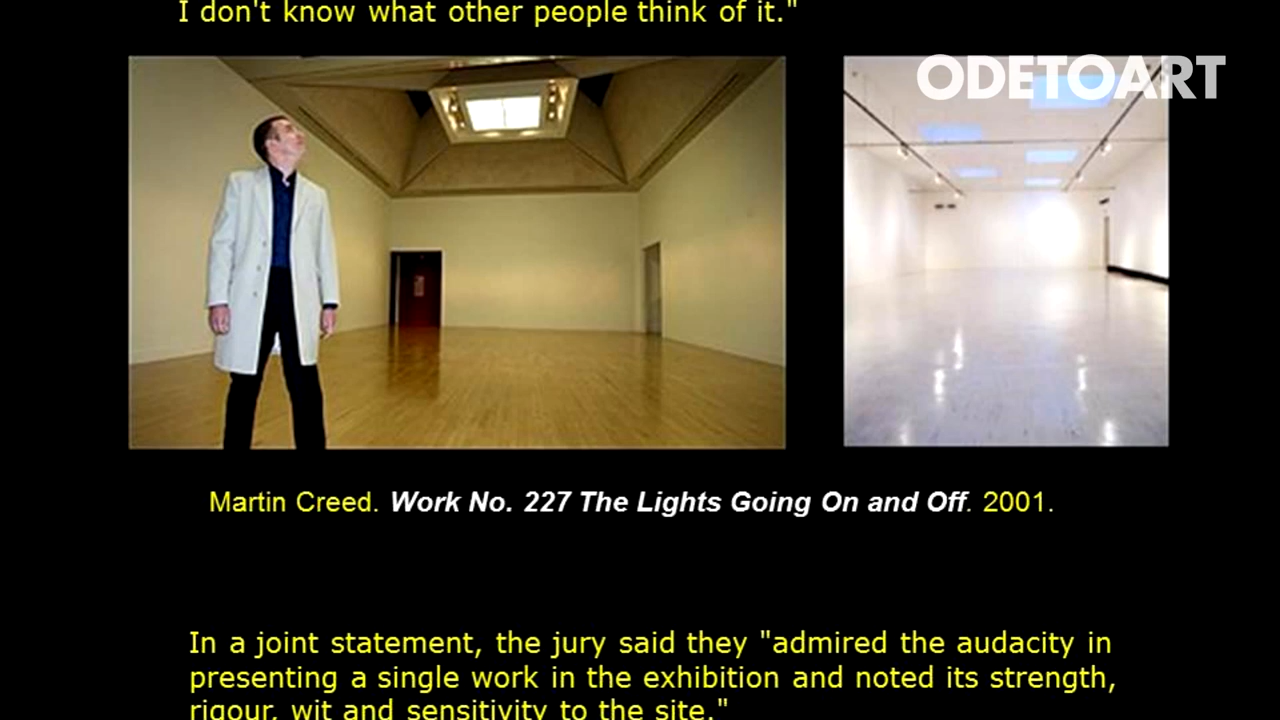 I don't know what other people think of it."
ODETOART
Martin Creed. Work No. 227 The Lights Going On and Off. 2001.
In a joint statement, the jury said they "admired the audacity in
presenting a single work in the exhibition and noted its strength,
rigour, wit and sensitivity to the site."